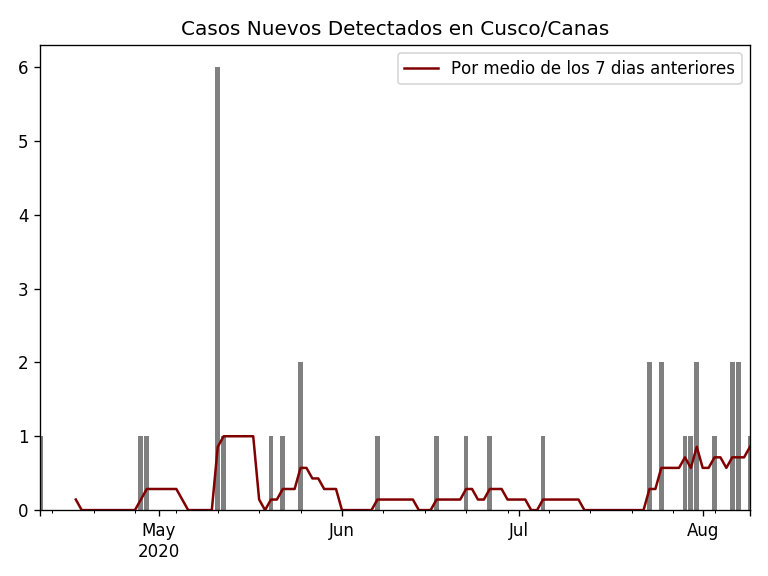 Casos Nuevos Detectados en Cusco/Canas
Por medio de los 7 dias anteriores
6
5
4
3
2
1
0
May
2020
Jun
Jul
Aug